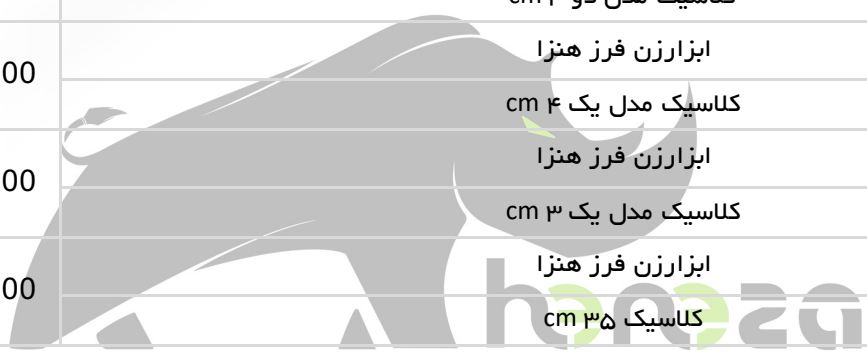 ابزارزن فرز هنزا
00
کلاسیک مدل یک ۴ cm
ابزارزن فرز هنزا
00
کلاسیک مدل یک ۳ cm
ابزارزن فرز هنزا
00
کلاسیک ۳۵ cm